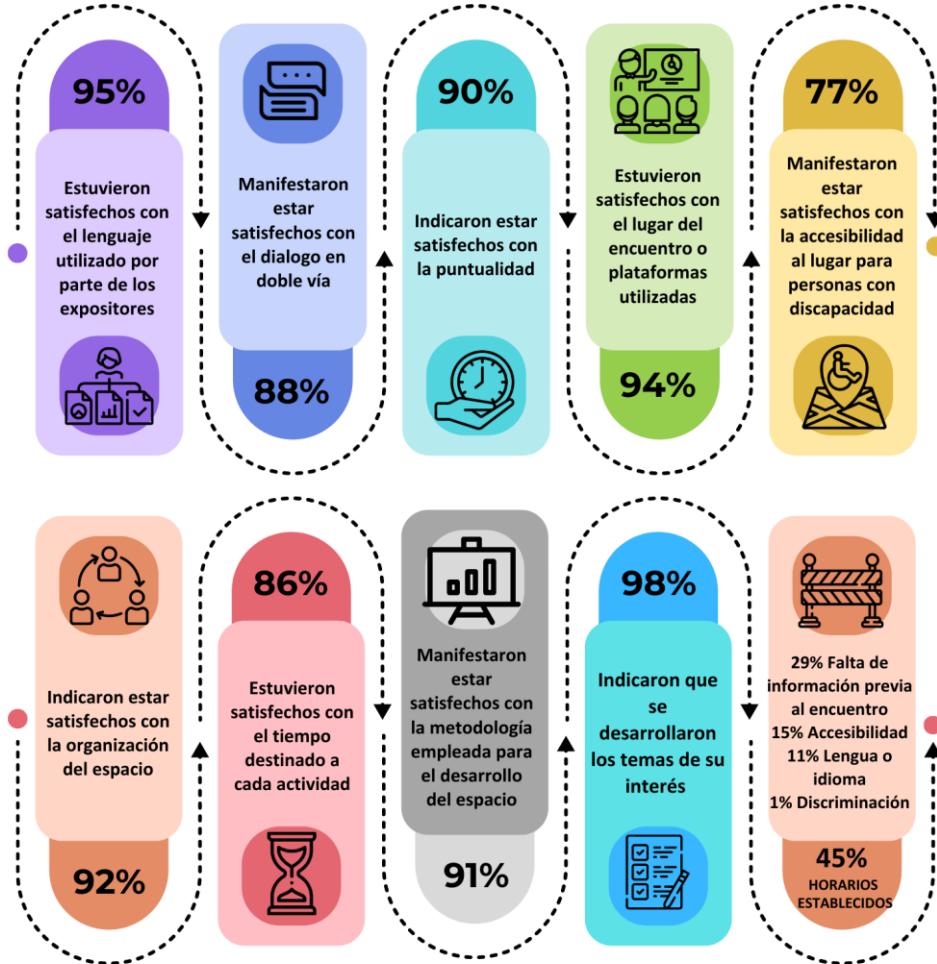 95%
Estuvieron
satisfechos con
el lenguaje
utilizado por
parte de los
expositores
Manifestaron
estar
satisfechos con
el dialogo en
doble vía
88%
90%
Indicaron estar
satisfechos con
la puntualidad
Estuvieron
satisfechos con
el lugar del
encuentro o
plataformas
utilizadas
94%
77%
Manifestaron
estar
satisfechos con
la accesibilidad
al lugar para
personas con
discapacidad
Indicaron estar
satisfechos con
la organización
del espacio
92%
86%
Estuvieron
satisfechos con
el tiempo
destinado a
cada actividad
Manifestaron
estar
satisfechos con
la metodología
empleada para
el desarrollo
del espacio
91%
98%
Indicaron que
se
desarrollaron
los temas de su
interés
29% Falta de
información previa
al encuentro
15% Accesibilidad
11% Lengua o
idioma
1% Discriminación
45%
HORARIOS
ESTABLECIDOS